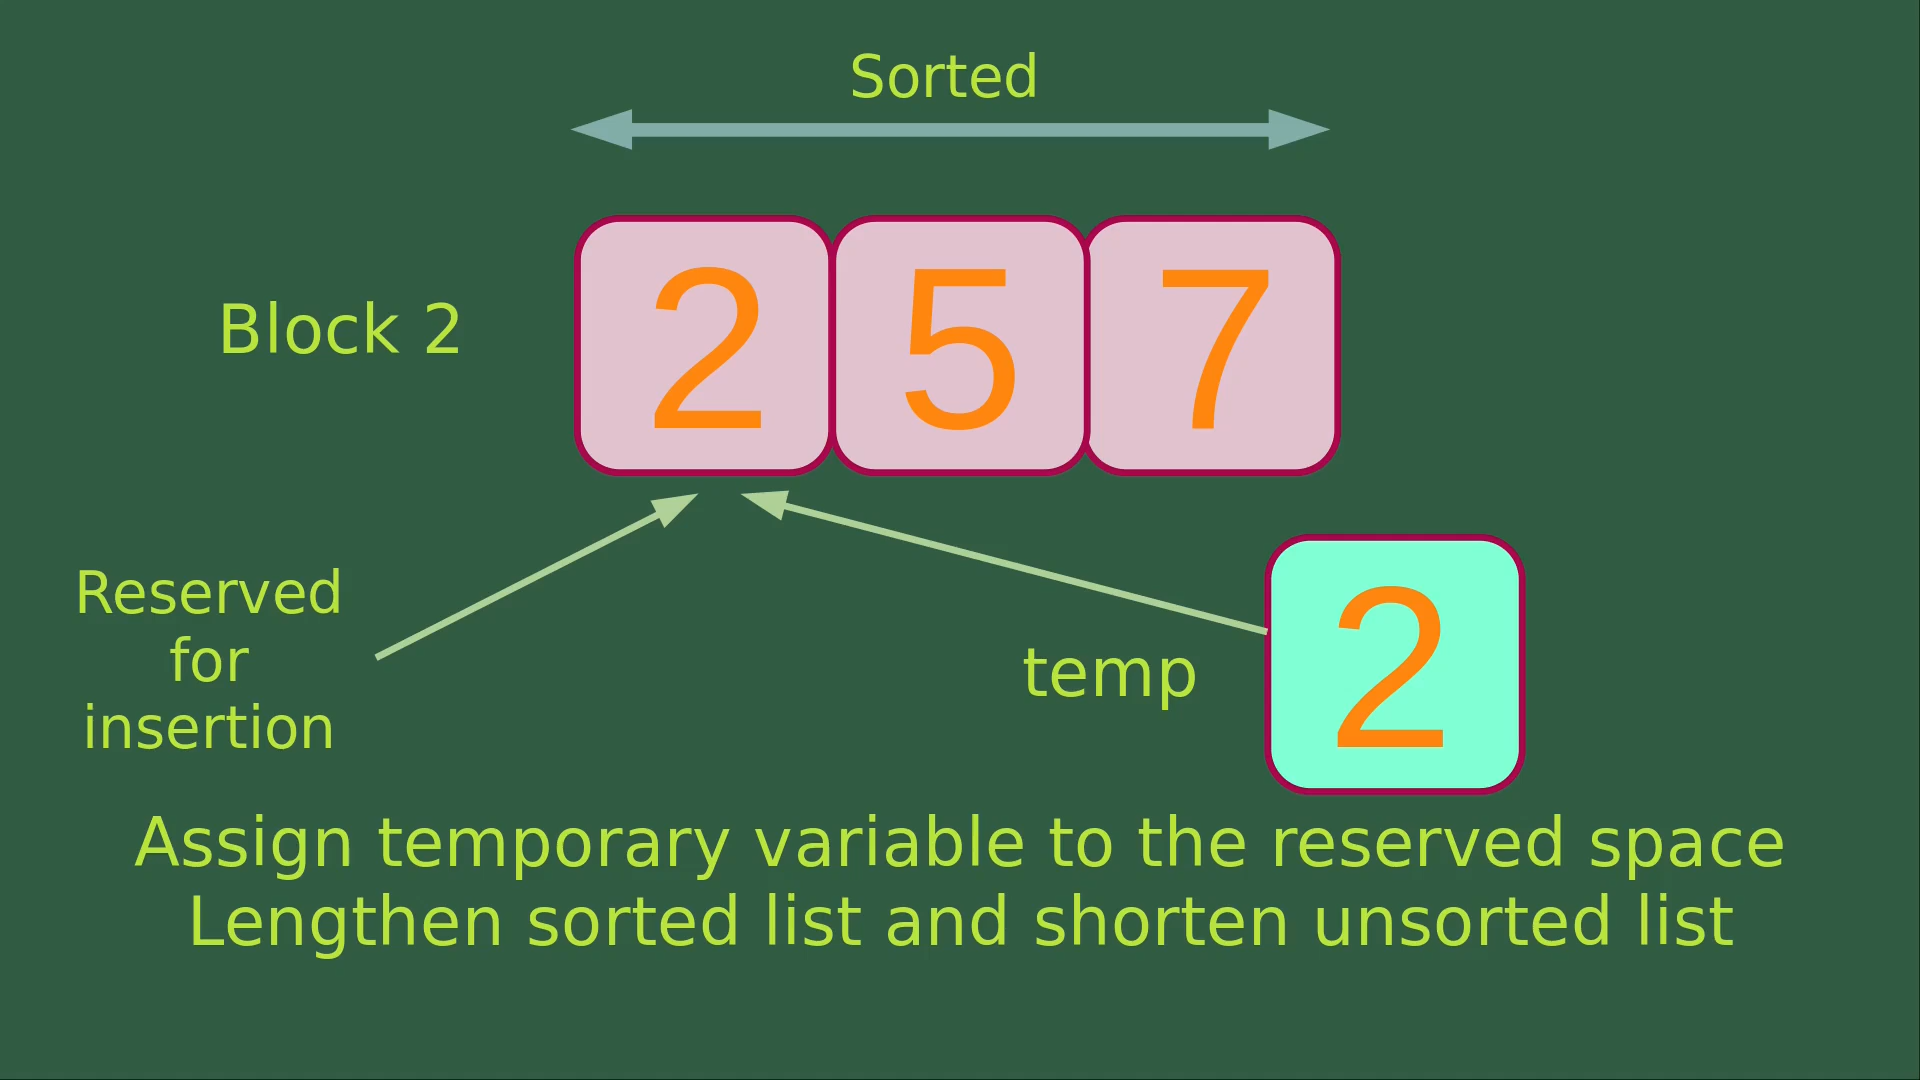 Sorted
Block 2
2 5 7
Reserved
for
insertion
temp
2
Assign temporary variable to the reserved space
Lengthen sorted list and shorten unsorted list